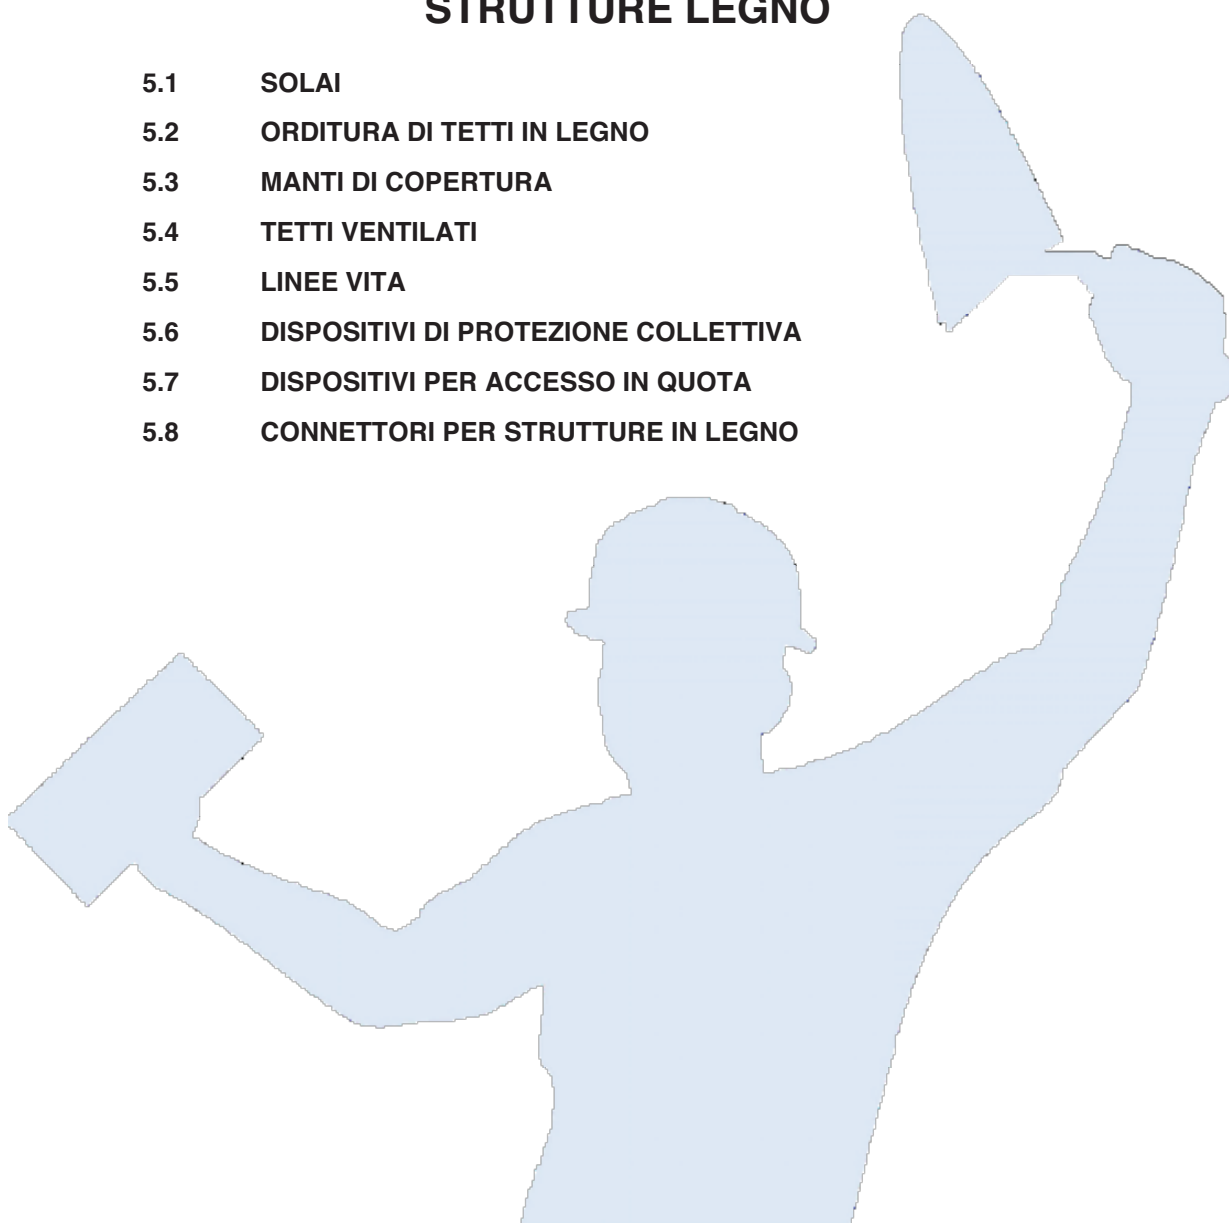 STRUTTURE LEGNO
5.1 SOLAI
5.2 ORDITURA DI TETTI IN LEGNO
5.3 MANTI DI COPERTURA
5.4 TETTI VENTILATI
5.5 LINEE VITA
5.6 DISPOSITIVI DI PROTEZIONE COLLETTIVA
5.7 DISPOSITIVI PER ACCESSO IN QUOTA
5.8 CONNETTORI PER STRUTTURE IN LEGNO